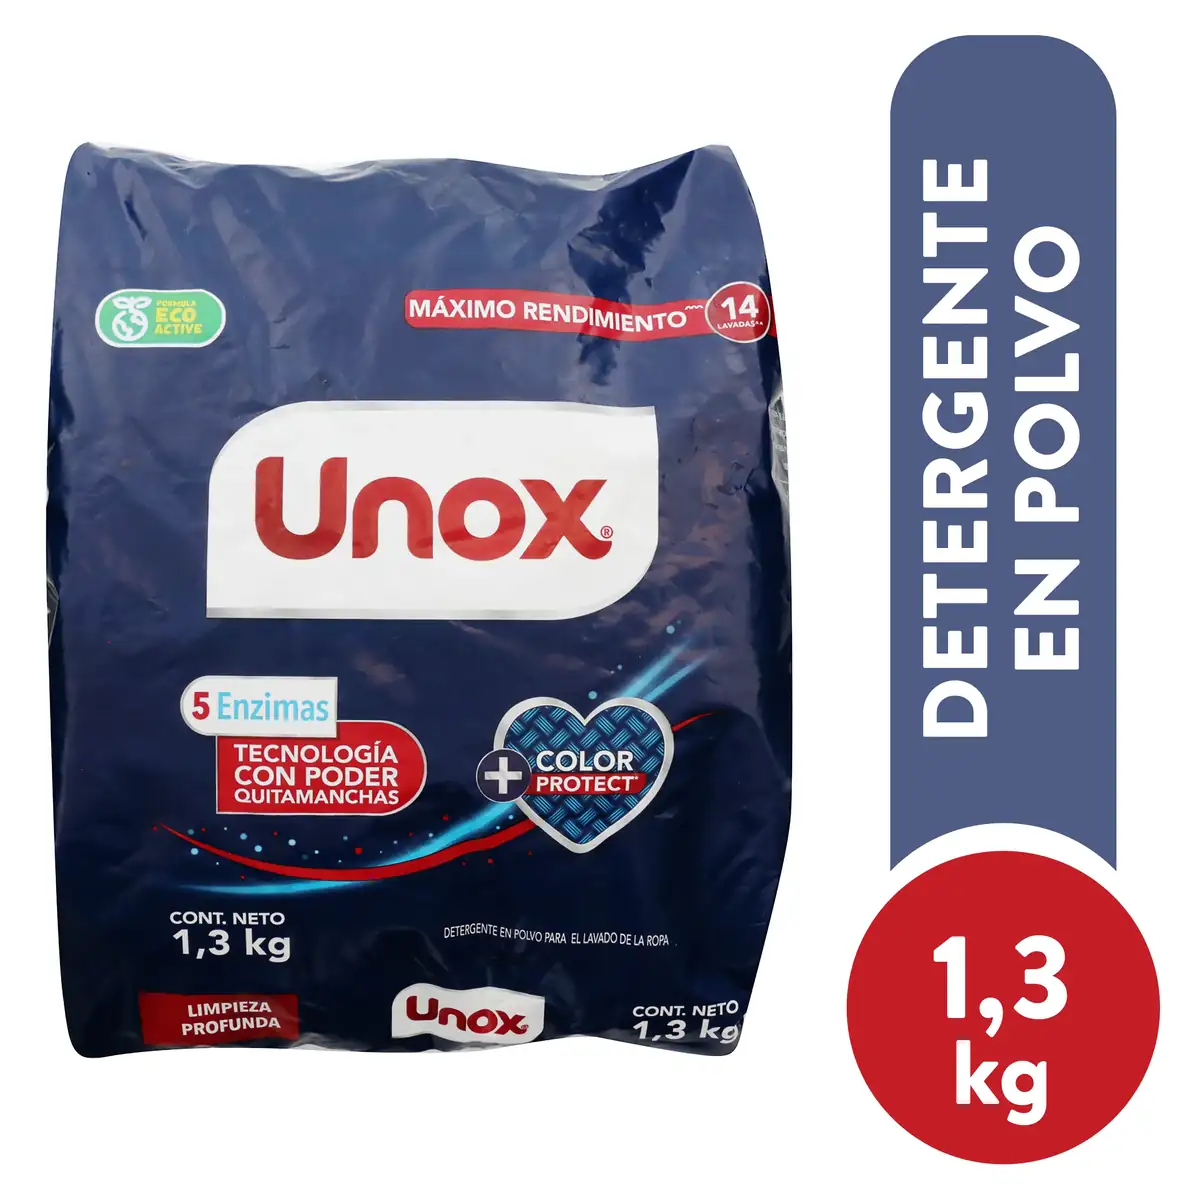 FORMULA
ECO
ACTIVE
MÁXIMO RENDIMIENTO
14
LAVADAS**
Unox®
5 Enzimas
TECNOLOGÍA
CON PODER
QUITAMANCHAS
+ COLOR
PROTECT*
CONT. NETO
1,3 kg
DETERGENTE EN POLVO PARA EL LAVADO DE LA ROPA
LIMPIEZA
PROFUNDA
Unox®
CONT. NETO
1,3 kg
DETERGENTE
EN POLVO
1,3
kg